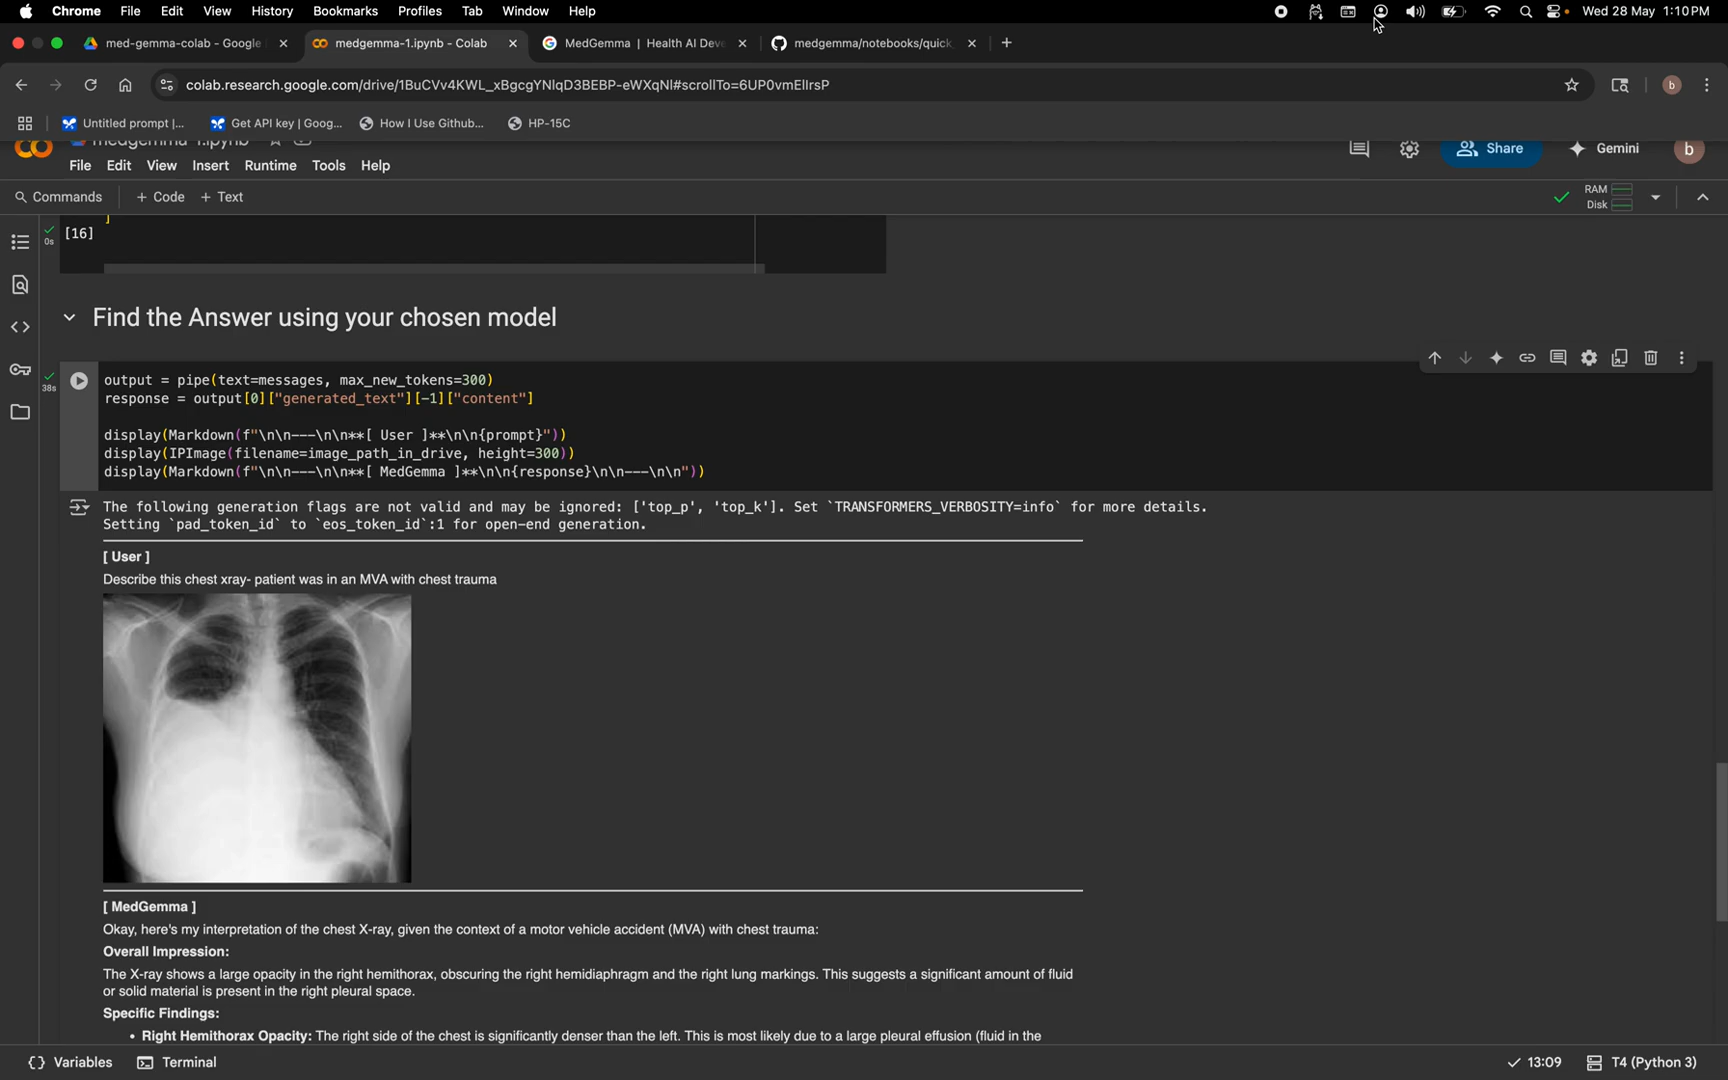 Chrome File Edit View History Bookmarks Profiles Tab Window Help Wed 28 May 1:10 PM
med-gemma-colab - Google medgemma-1.ipynb - Colab MedGemma | Health AI Deve medgemma/notebooks/quick
colab.research.google.com/drive/1BuCVv4KWL_xBgcgYNlqD3BEBP-eWXqNl#scrollTo=6UP0vmEllrsP b
Untitled prompt |... Get API key | Goog... How I Use Github... HP-15C
medgemma-1.ipynb Share Gemini b
File Edit View Insert Runtime Tools Help
Commands + Code + Text RAM
Disk
]
[16]
0s
Find the Answer using your chosen model
38s
output = pipe(text=messages, max_new_tokens=300)
response = output[0]["generated_text"][-1]["content"]
display(Markdown(f"\n\n---\n\n**[ User ]**\n\n{prompt}"))
display(IPImage(filename=image_path_in_drive, height=300))
display(Markdown(f"\n\n---\n\n**[ MedGemma ]**\n\n{response}\n\n---\n\n"))
The following generation flags are not valid and may be ignored: ['top_p', 'top_k']. Set `TRANSFORMERS_VERBOSITY=info` for more details.
Setting `pad_token_id` to `eos_token_id`:1 for open-end generation.
[ User ]
Describe this chest xray- patient was in an MVA with chest trauma
[ MedGemma ]
Okay, here's my interpretation of the chest X-ray, given the context of a motor vehicle accident (MVA) with chest trauma:
Overall Impression:
The X-ray shows a large opacity in the right hemithorax, obscuring the right hemidiaphragm and the right lung markings. This suggests a significant amount of fluid
or solid material is present in the right pleural space.
Specific Findings:
• Right Hemithorax Opacity: The right side of the chest is significantly denser than the left. This is most likely due to a large pleural effusion (fluid in the
{} Variables Terminal 13:09 T4 (Python 3)